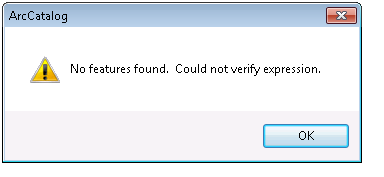 ArcCatalog
No features found.  Could not verify expression.
OK